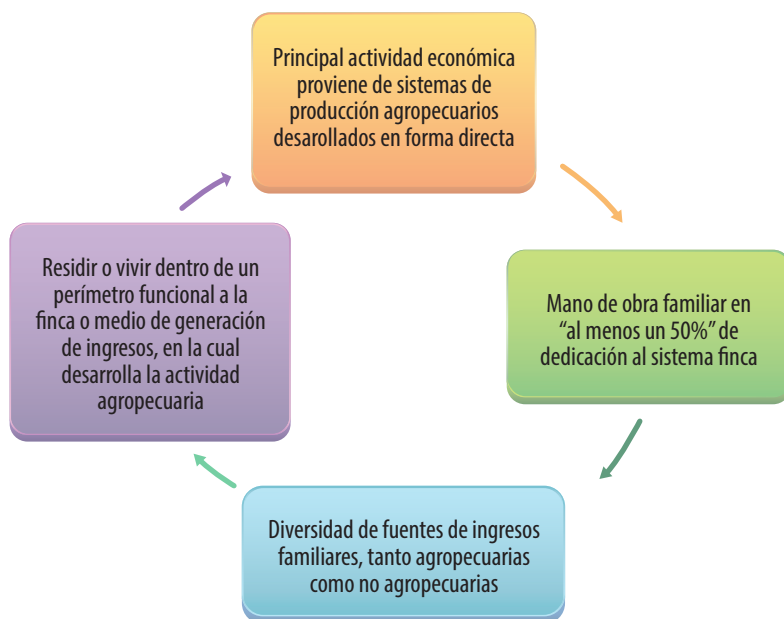 Principal actividad económica
proviene de sistemas de
producción agropecuarios
desarollados en forma directa
Mano de obra familiar en
“al menos un 50%” de
dedicación al sistema finca
Diversidad de fuentes de ingresos
familiares, tanto agropecuarias
como no agropecuarias
Residir o vivir dentro de un
perímetro funcional a la
finca o medio de generación
de ingresos, en la cual
desarrolla la actividad
agropecuaria